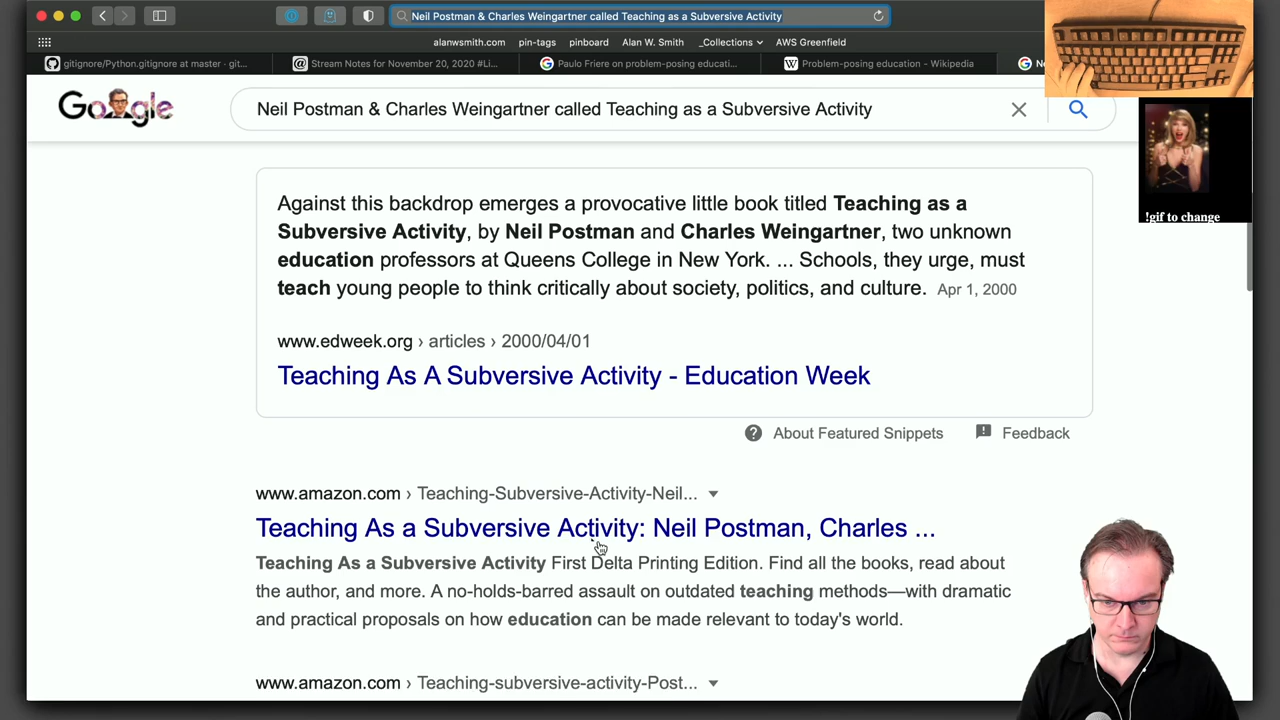 Neil Postman & Charles Weingartner called Teaching as a Subversive Activity
alanwsmith.com pin-tags pinboard Alan W. Smith _Collections AWS Greenfield
gitignore/Python.gitignore at master · git... Stream Notes for November 20, 2020 #Li... Paulo Friere on problem-posing educati... Problem-posing education - Wikipedia Ne
Google Neil Postman & Charles Weingartner called Teaching as a Subversive Activity
!gif to change
Against this backdrop emerges a provocative little book titled Teaching as a
Subversive Activity, by Neil Postman and Charles Weingartner, two unknown
education professors at Queens College in New York. ... Schools, they urge, must
teach young people to think critically about society, politics, and culture. Apr 1, 2000
www.edweek.org › articles › 2000/04/01
Teaching As A Subversive Activity - Education Week
About Featured Snippets Feedback
www.amazon.com › Teaching-Subversive-Activity-Neil...
Teaching As a Subversive Activity: Neil Postman, Charles ...
Teaching As a Subversive Activity First Delta Printing Edition. Find all the books, read about
the author, and more. A no-holds-barred assault on outdated teaching methods—with dramatic
and practical proposals on how education can be made relevant to today's world.
www.amazon.com › Teaching-subversive-activity-Post...